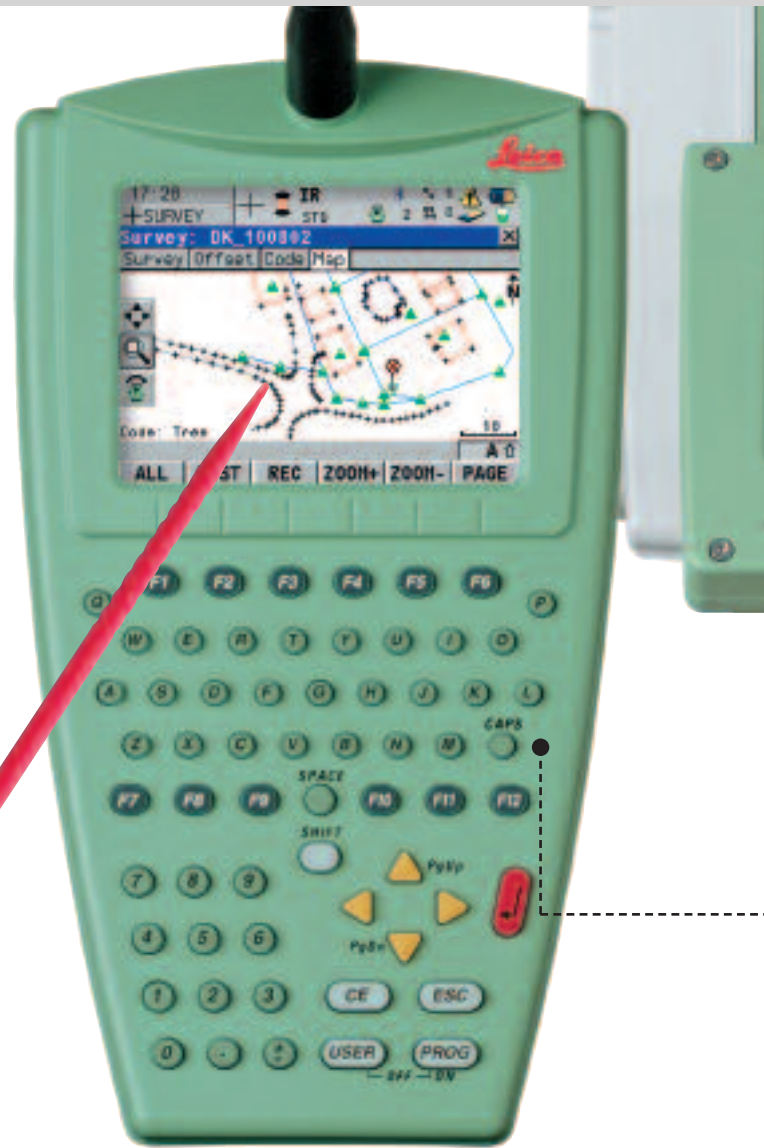 Leica
17:28 IR
SURVEY STD 2
Survey: DK_100802 X
Survey Offset Code Map
N
Code: Tree 10
A
ALL ST REC ZOOM+ ZOOM- PAGE
F1 F2 F3 F4 F5 F6
Q P
W E R T Y U I O
A S D F G H J K L
CAPS
Z X C V B N M
SPACE
F7 F8 F9 F10 F11 F12
SHIFT
PgUp
7 8 9
PgDn
4 5 6
1 2 3 CE ESC
0 . ± USER PROG
OFF ON